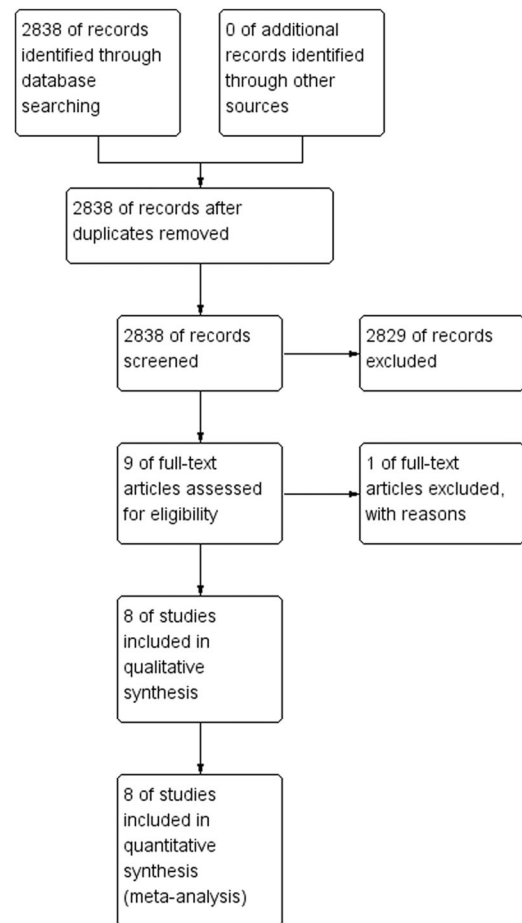 2838 of records
identified through
database
searching
0 of additional
records identified
through other
sources
2838 of records after
duplicates removed
2838 of records
screened
2829 of records
excluded
9 of full-text
articles assessed
for eligibility
1 of full-text
articles excluded,
with reasons
8 of studies
included in
qualitative
synthesis
8 of studies
included in
quantitative
synthesis
(meta-analysis)